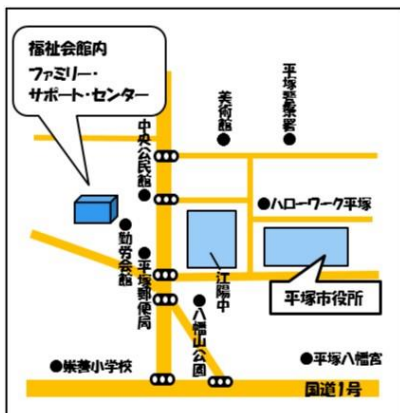 福祉会館内
ファミリー・
サポート・センター
中央公民館
美術館
平塚警察署
ハローワーク平塚
勤労会館
平塚郵便局
江陽中
八幡山公園
平塚市役所
崇善小学校
平塚八幡宮
国道1号